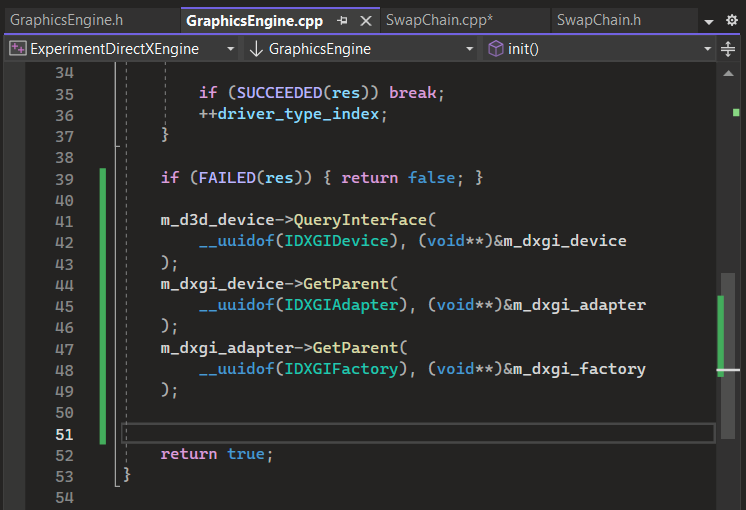 GraphicsEngine.h GraphicsEngine.cpp SwapChain.cpp* SwapChain.h
ExperimentDirectXEngine GraphicsEngine init()
34
35 if (SUCCEEDED(res)) break;
36 ++driver_type_index;
37 }
38
39 if (FAILED(res)) { return false; }
40
41 m_d3d_device->QueryInterface(
42 __uuidof(IDXGIDevice), (void**)&m_dxgi_device
43 );
44 m_dxgi_device->GetParent(
45 __uuidof(IDXGIAdapter), (void**)&m_dxgi_adapter
46 );
47 m_dxgi_adapter->GetParent(
48 __uuidof(IDXGIFactory), (void**)&m_dxgi_factory
49 );
50
51
52 return true;
53 }
54